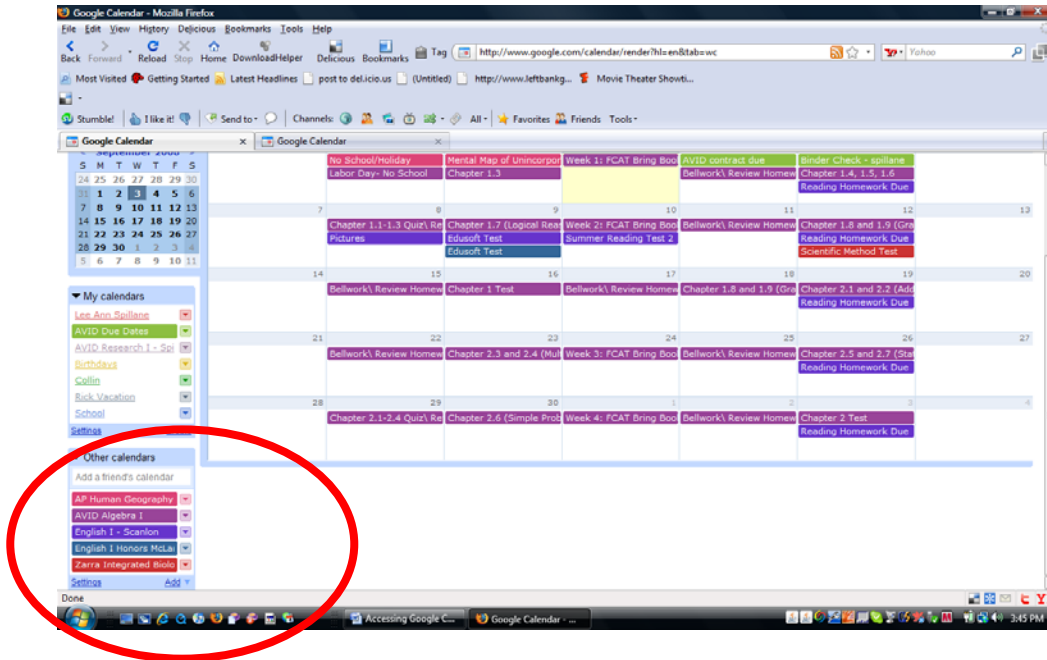 Google Calendar - Mozilla Firefox
File Edit View History Delicious Bookmarks Tools Help
Back Forward Reload Stop Home DownloadHelper Delicious Bookmarks Tag http://www.google.com/calendar/render?hl=en&tab=wc Yahoo
Most Visited Getting Started Latest Headlines post to del.icio.us (Untitled) http://www.leftbankg... Movie Theater Showti...
Stumble! I like it! Send to Channels: All Favorites Friends Tools
Google Calendar Google Calendar
September 2008
S M T W T F S
24 25 26 27 28 29 30
31 1 2 3 4 5 6
7 8 9 10 11 12 13
14 15 16 17 18 19 20
21 22 23 24 25 26 27
28 29 30 1 2 3 4
5 6 7 8 9 10 11
My calendars
Lee Ann Spillane
AVID Due Dates
AVID Research I - Spi
Birthdays
Collin
Rick Vacation
School
Settings
Other calendars
Add a friend's calendar
AP Human Geography
AVID Algebra I
English I - Scanlon
English I Honors McLa
Zarra Integrated Biolo
Settings Add
No School/Holiday Mental Map of Unincorpor Week 1: FCAT Bring Boo AVID contract due Binder Check - spillane
Labor Day- No School Chapter 1.3 Bellwork\ Review Homew Chapter 1.4, 1.5, 1.6
Reading Homework Due
7 8 9 10 11 12 13
Chapter 1.1-1.3 Quiz\ Re Chapter 1.7 (Logical Reas Week 2: FCAT Bring Boo Bellwork\ Review Homew Chapter 1.8 and 1.9 (Gra
Pictures Edusoft Test Summer Reading Test 2 Reading Homework Due
Edusoft Test Scientific Method Test
14 15 16 17 18 19 20
Bellwork\ Review Homew Chapter 1 Test Bellwork\ Review Homew Chapter 1.8 and 1.9 (Gra Chapter 2.1 and 2.2 (Add
Reading Homework Due
21 22 23 24 25 26 27
Bellwork\ Review Homew Chapter 2.3 and 2.4 (Mult Week 3: FCAT Bring Boo Bellwork\ Review Homew Chapter 2.5 and 2.7 (Sta
Reading Homework Due
28 29 30 1 2 3 4
Chapter 2.1-2.4 Quiz\ Re Chapter 2.6 (Simple Prob Week 4: FCAT Bring Boo Bellwork\ Review Homew Chapter 2 Test
Reading Homework Due
Done
Accessing Google C... Google Calendar - ... 3:45 PM